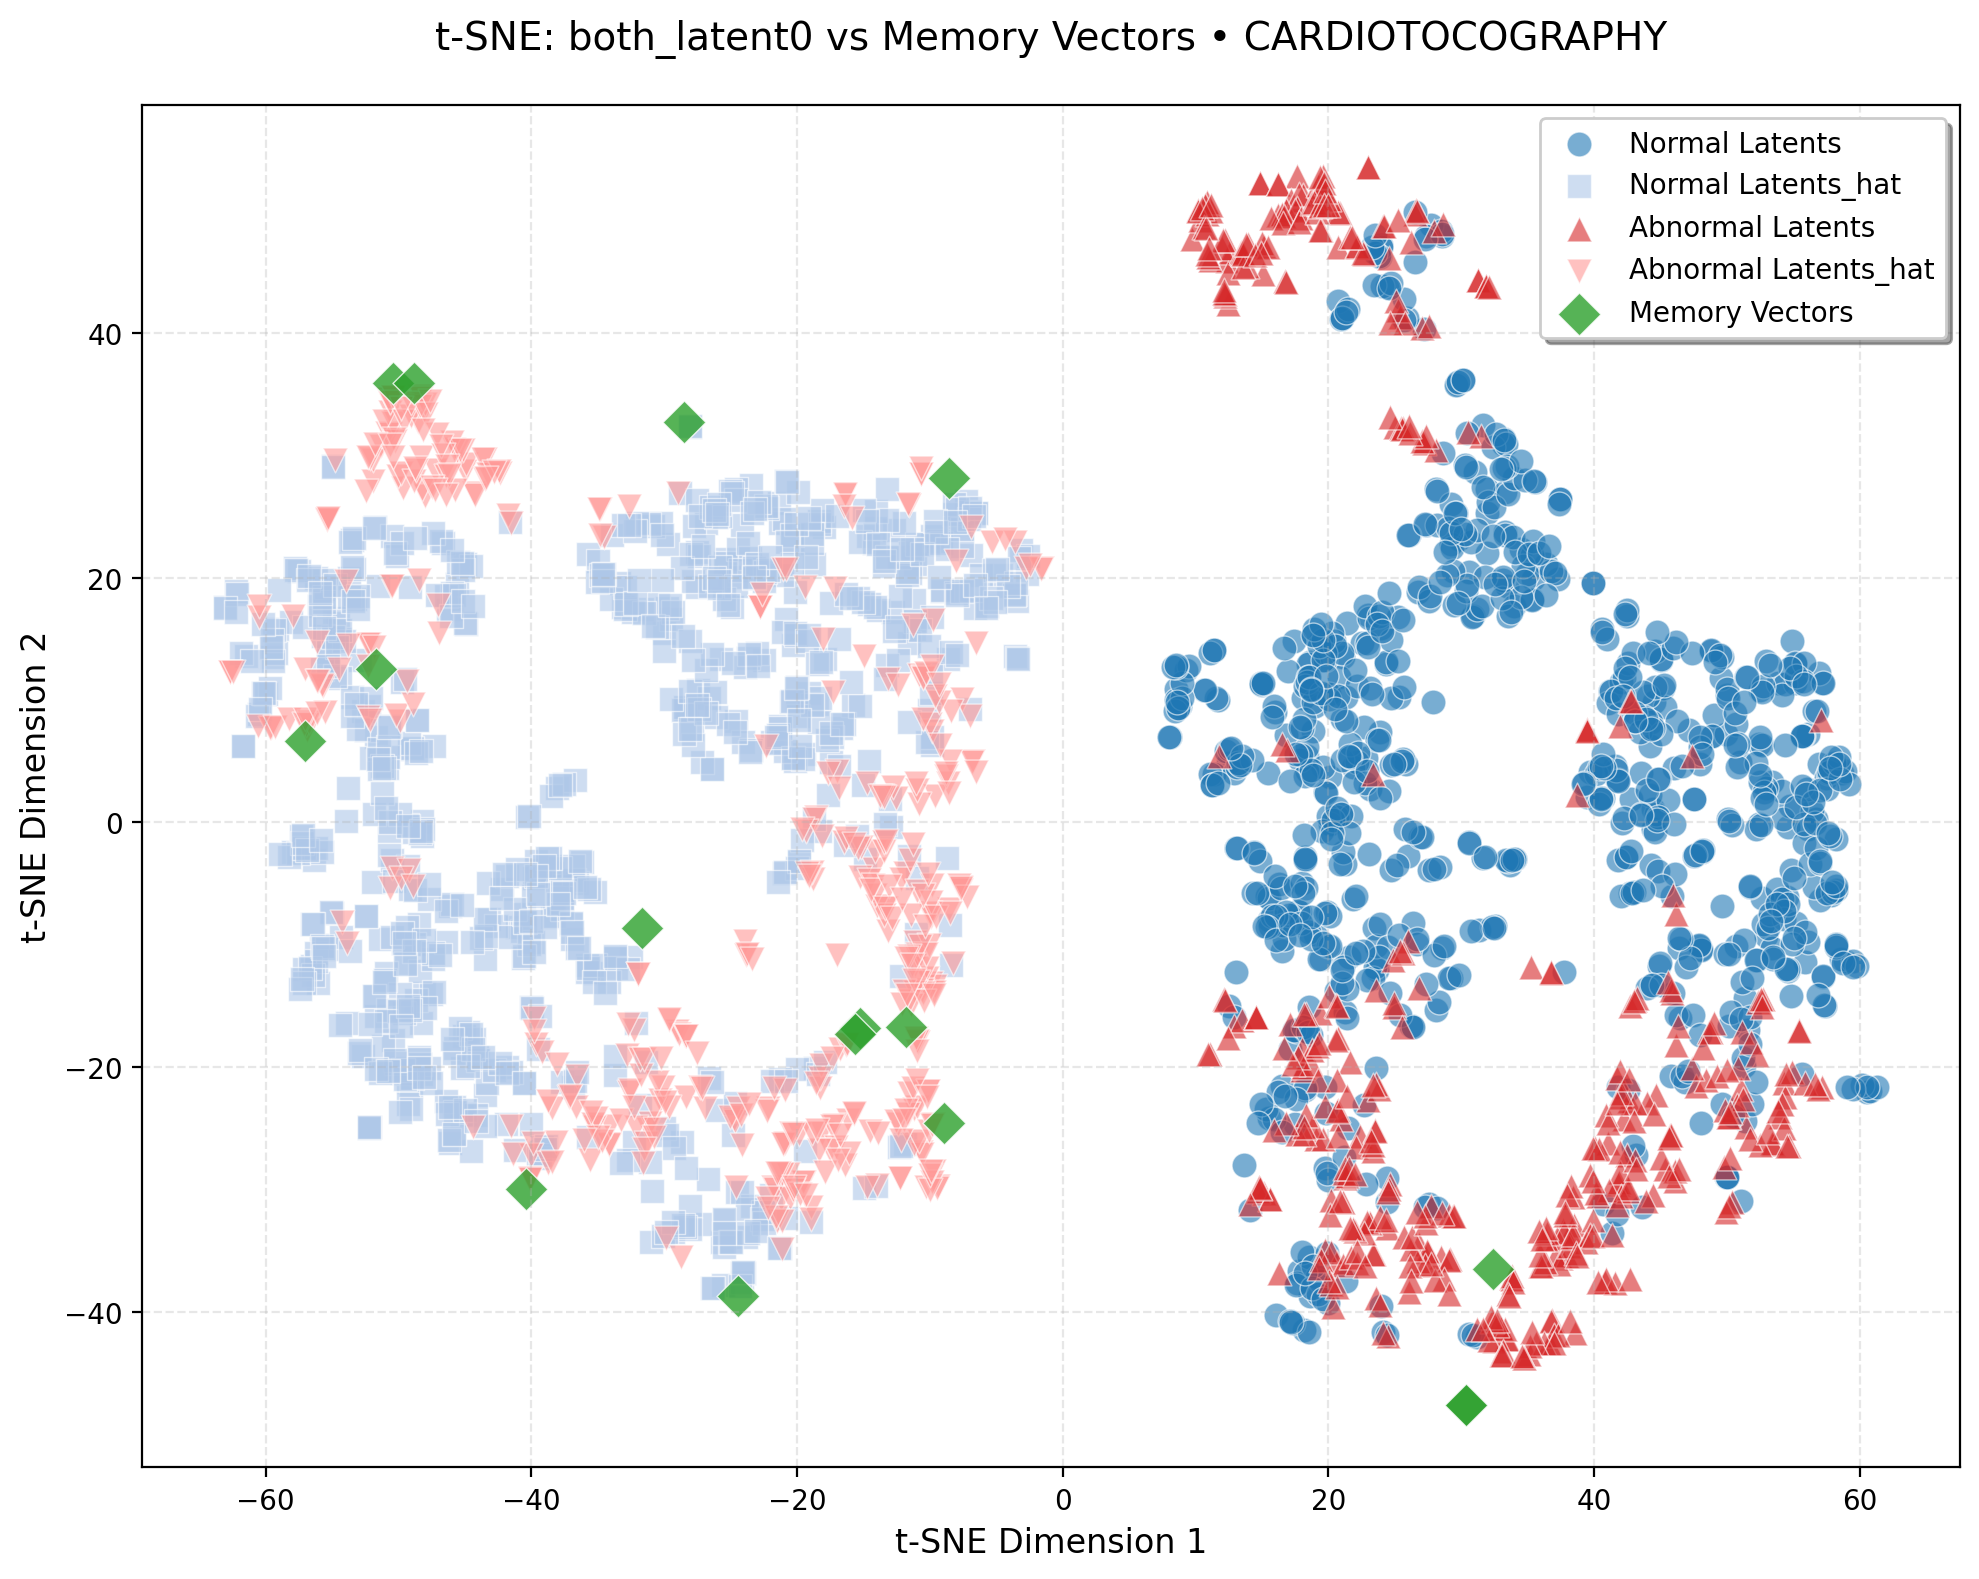 t-SNE: both_latent0 vs Memory Vectors • CARDIOTOCOGRAPHY
Normal Latents
Normal Latents_hat
Abnormal Latents
Abnormal Latents_hat
Memory Vectors
40
20
0
−20
−40
t-SNE Dimension 2
−60
−40
−20
0
20
40
60
t-SNE Dimension 1